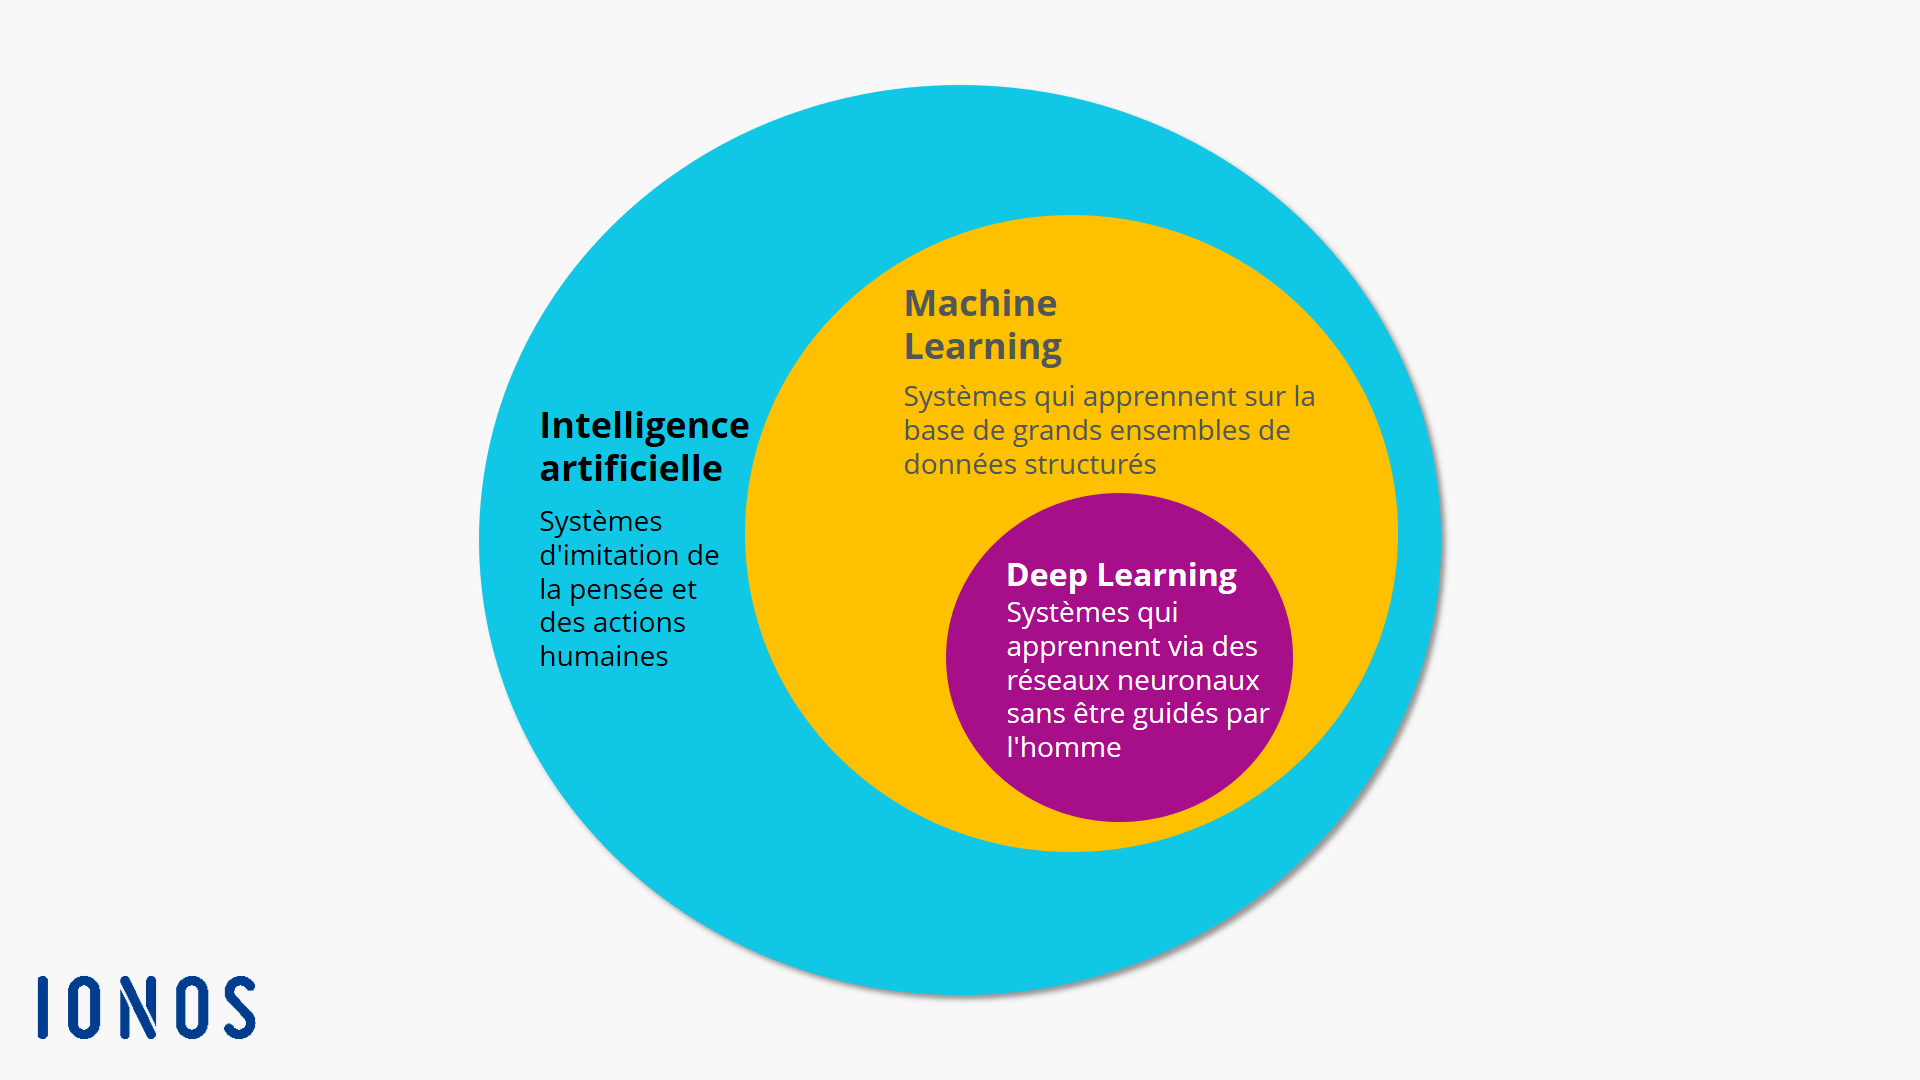 Intelligence
artificielle
Systèmes
d'imitation de
la pensée et
des actions
humaines
Machine
Learning
Systèmes qui apprennent sur la
base de grands ensembles de
données structurés
Deep Learning
Systèmes qui
apprennent via des
réseaux neuronaux
sans être guidés par
l'homme
IONOS